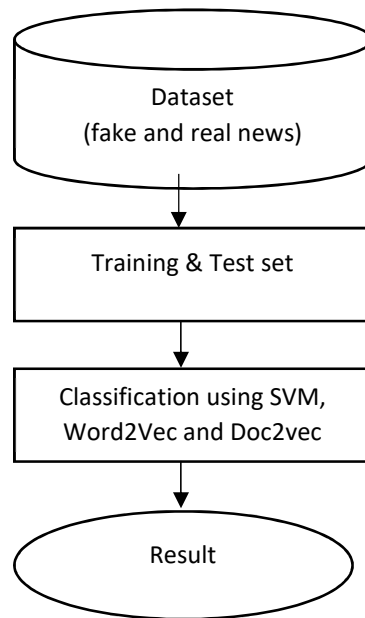 Dataset
(fake and real news)
Training & Test set
Classification using SVM,
Word2Vec and Doc2vec
Result